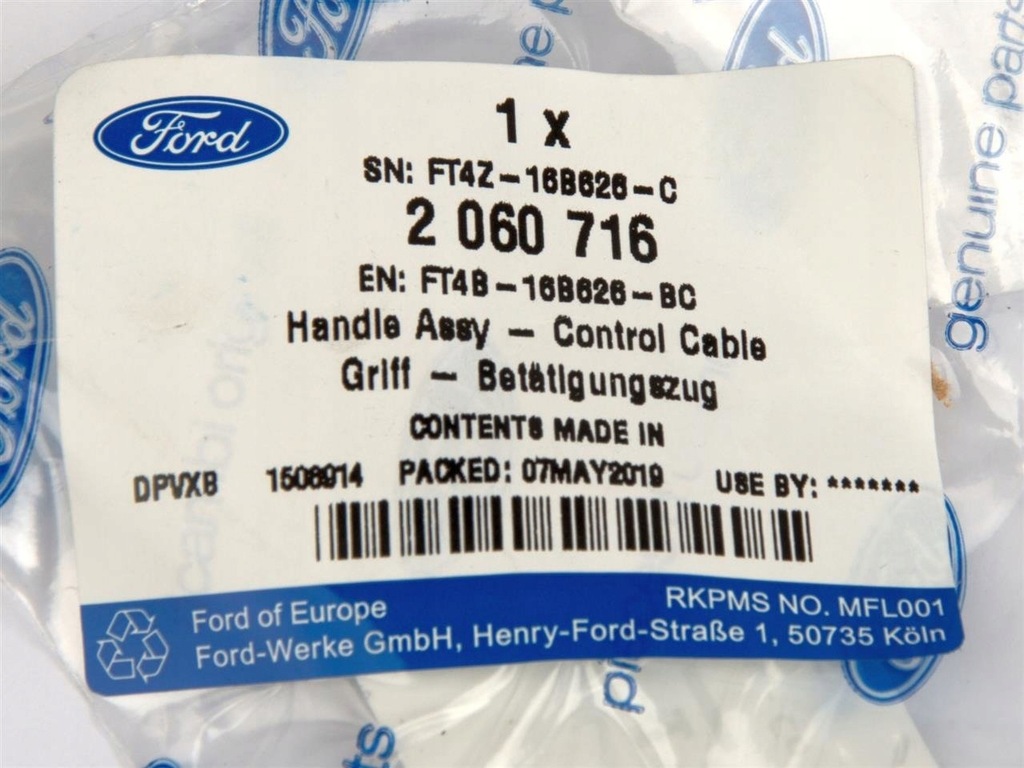 Ford
1 x
SN: FT4Z-16B626-C
2 060 716
EN: FT4B-16B626-BC
Handle Assy - Control Cable
Griff - Betätigungszug
CONTENTS MADE IN
DPVXB 1508914 PACKED: 07MAY2019 USE BY: *******
Ford of Europe
RKPMS NO. MFL001
Ford-Werke GmbH, Henry-Ford-Straße 1, 50735 Köln
genuine parts
Ford
Ford